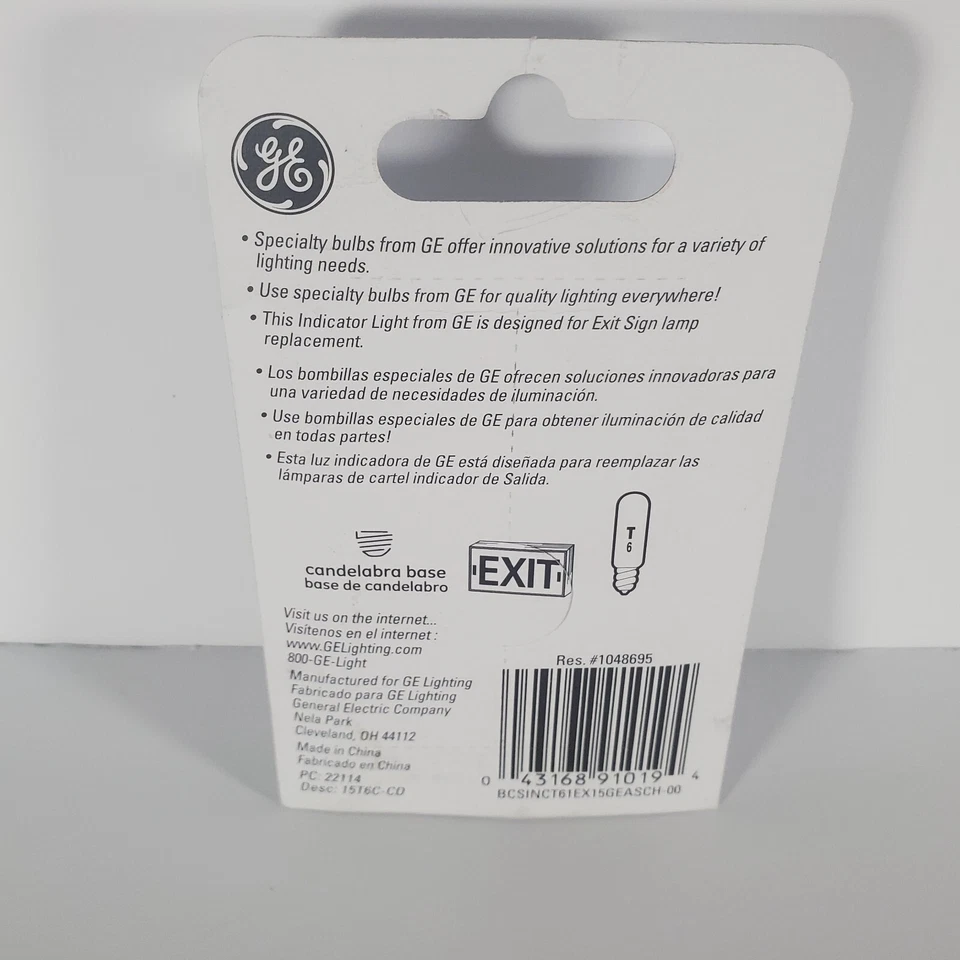 GE
• Specialty bulbs from GE offer innovative solutions for a variety of
lighting needs.
• Use specialty bulbs from GE for quality lighting everywhere!
• This Indicator Light from GE is designed for Exit Sign lamp
replacement.
• Los bombillas especiales de GE ofrecen soluciones innovadoras para
una variedad de necesidades de iluminación.
• Use bombillas especiales de GE para obtener iluminación de calidad
en todas partes!
• Esta luz indicadora de GE está diseñada para reemplazar las
lámparas de cartel indicador de Salida.
candelabra base
base de candelabro
EXIT
T
6
Visit us on the internet...
Visítenos en el internet :
www.GELighting.com
800-GE-Light
Manufactured for GE Lighting
Fabricado para GE Lighting
General Electric Company
Nela Park
Cleveland, OH 44112
Made in China
Fabricado en China
PC: 22114
Desc: 15T6C-CD
Res. #1048695
0 43168 91019 4
BCSINCT61EX15GEASCH-00